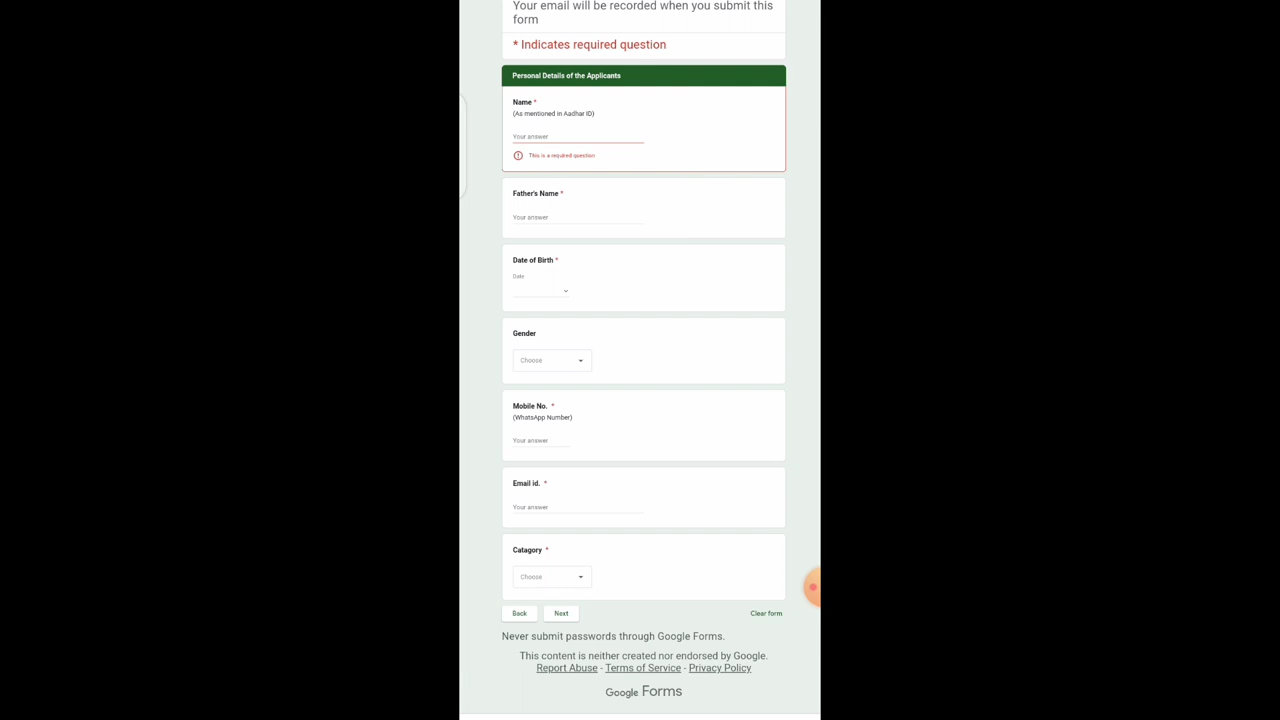 Your email will be recorded when you submit this
form
* Indicates required question
Personal Details of the Applicants
Name *
(As mentioned in Aadhar ID)
Your answer
This is a required question
Father's Name *
Your answer
Date of Birth *
Date
Gender
Choose
Mobile No. *
(WhatsApp Number)
Your answer
Email id. *
Your answer
Catagory *
Choose
Back Next Clear form
Never submit passwords through Google Forms.
This content is neither created nor endorsed by Google.
Report Abuse - Terms of Service - Privacy Policy
Google Forms